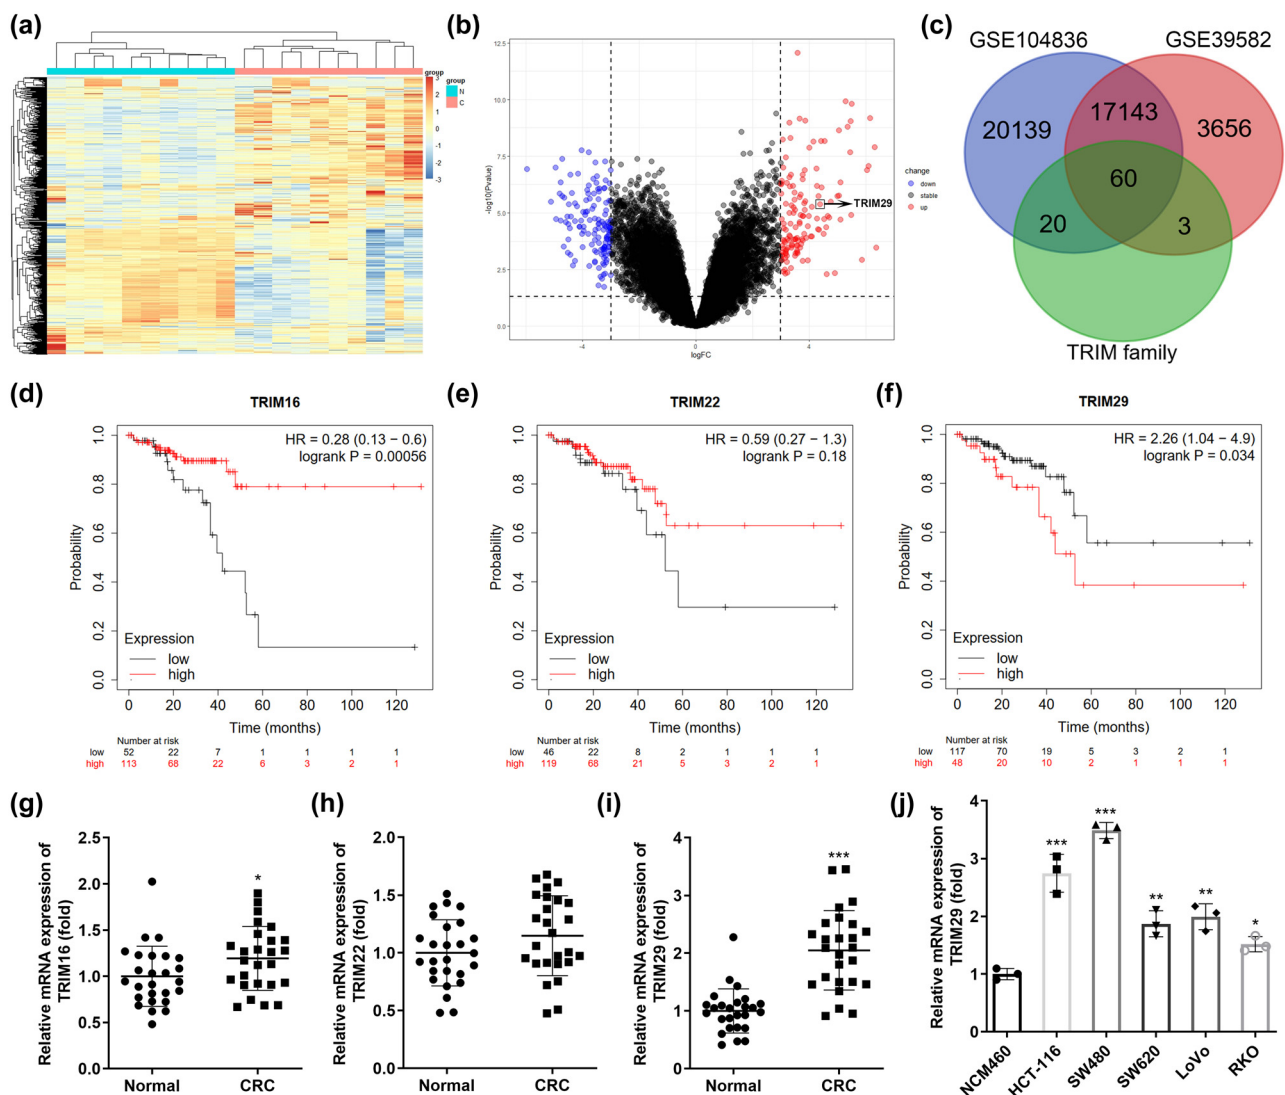 (a)
group
3
2
1
0
-1
-2
-3
group
N
C
(b)
12.5
10.0
7.5
5.0
2.5
0.0
-log10(Pvalue)
-4
0
4
logFC
TRIM29
change
down
stable
up
(c)
GSE104836
GSE39582
20139
17143
3656
60
20
3
TRIM family
(d)
TRIM16
HR = 0.28 (0.13 − 0.6)
logrank P = 0.00056
Probability
1.0
0.8
0.6
0.4
0.2
0.0
Expression
low
high
0 20 40 60 80 100 120
Time (months)
Number at risk
low 52 22 7 1 1 1 1
high 113 68 22 6 3 2 1
(e)
TRIM22
HR = 0.59 (0.27 − 1.3)
logrank P = 0.18
Probability
1.0
0.8
0.6
0.4
0.2
0.0
Expression
low
high
0 20 40 60 80 100 120
Time (months)
Number at risk
low 46 22 8 2 1 1 1
high 119 68 21 5 3 2 1
(f)
TRIM29
HR = 2.26 (1.04 − 4.9)
logrank P = 0.034
Probability
1.0
0.8
0.6
0.4
0.2
0.0
Expression
low
high
0 20 40 60 80 100 120
Time (months)
Number at risk
low 117 70 19 5 3 2 1
high 48 20 10 2 1 1 1
(g)
Relative mRNA expression of
TRIM16 (fold)
2.5
2.0
1.5
1.0
0.5
0.0
*
Normal CRC
(h)
Relative mRNA expression of
TRIM22 (fold)
2.0
1.5
1.0
0.5
0.0
Normal CRC
(i)
Relative mRNA expression of
TRIM29 (fold)
4
3
2
1
0
***
Normal CRC
(j)
Relative mRNA expression of
TRIM29 (fold)
4
3
2
1
0
*** *** ** ** *
NCM460 HCT-116 SW480 SW620 LoVo RKO